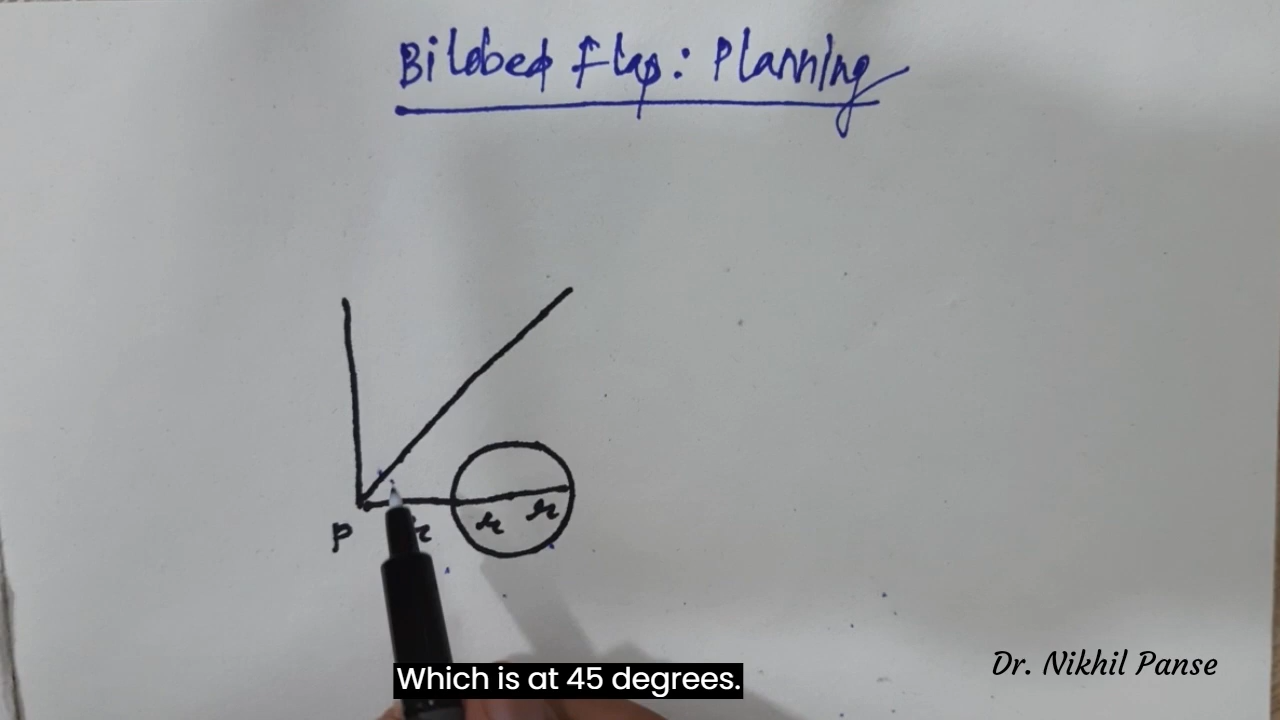 Bilobed Flap: Planning
P r r r
Which is at 45 degrees.
Dr. Nikhil Panse